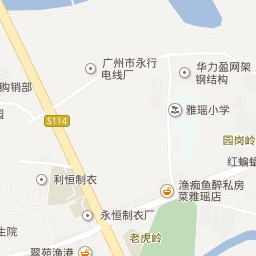 广州市永行
电线厂
华力盈网架
钢结构
购销部
雅瑶小学
园
S114
园岗岭
红蝙蝠
利恒制衣
渔痴鱼醉私房
菜雅瑶店
永恒制衣厂
生院
老虎岭
翠苑渔港